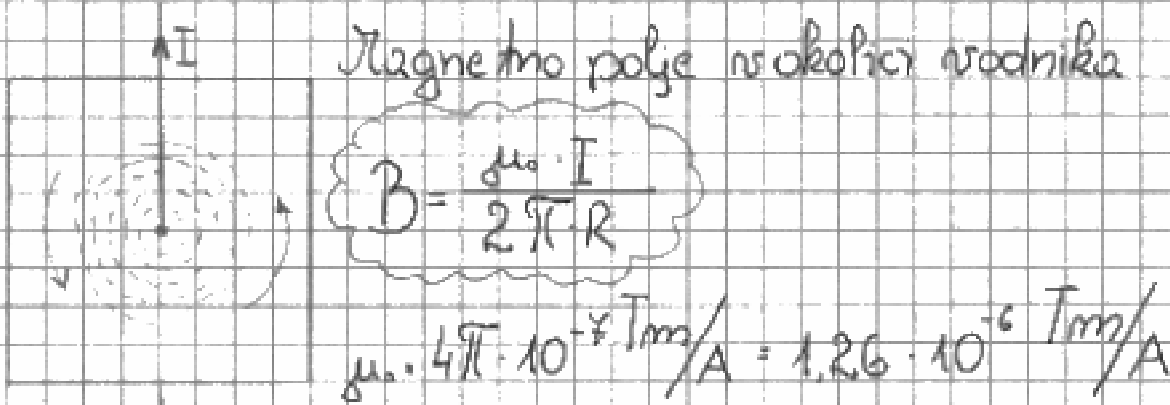 I
Magnetno polje v okolici vodnika
B = μ₀ · I / 2π · R
μ₀ = 4π · 10⁻⁷ Tm/A = 1,26 · 10⁻⁶ Tm/A